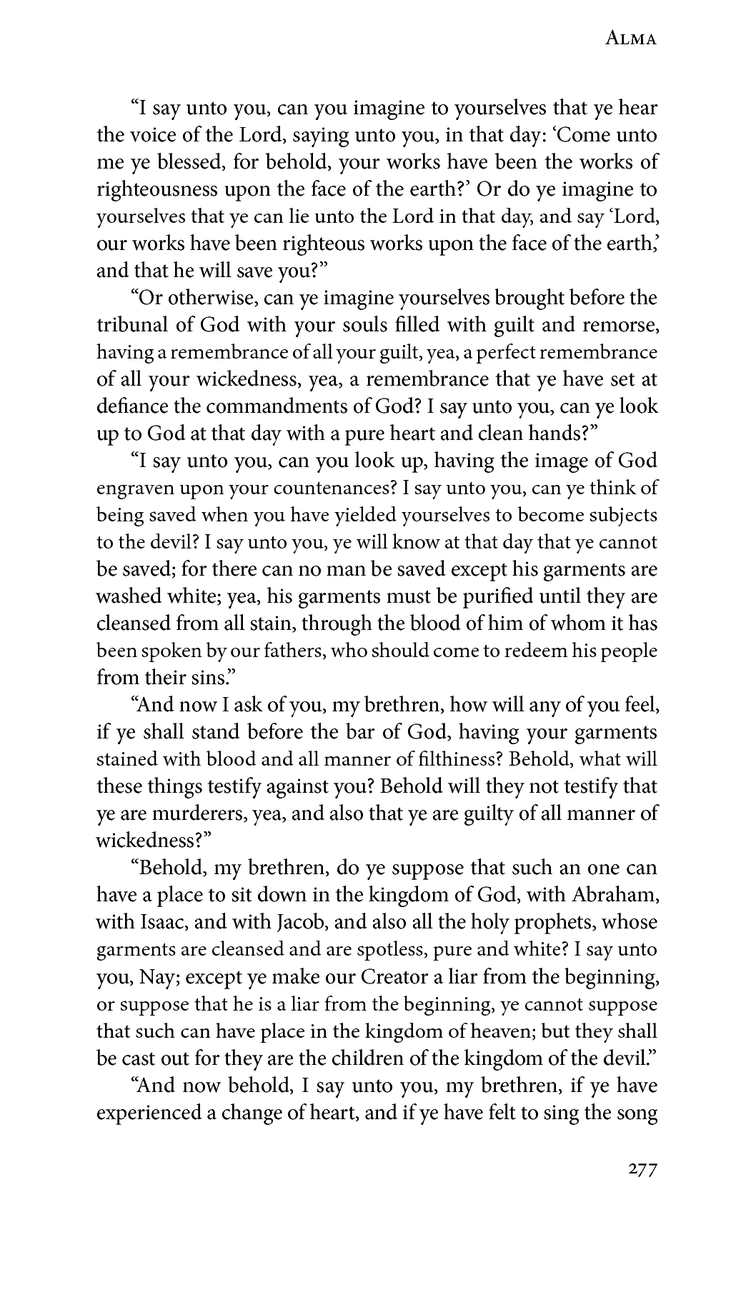 Alma
“I say unto you, can you imagine to yourselves that ye hear
the voice of the Lord, saying unto you, in that day: ‘Come unto
me ye blessed, for behold, your works have been the works of
righteousness upon the face of the earth?’ Or do ye imagine to
yourselves that ye can lie unto the Lord in that day, and say ‘Lord,
our works have been righteous works upon the face of the earth,’
and that he will save you?”
“Or otherwise, can ye imagine yourselves brought before the
tribunal of God with your souls filled with guilt and remorse,
having a remembrance of all your guilt, yea, a perfect remembrance
of all your wickedness, yea, a remembrance that ye have set at
defiance the commandments of God? I say unto you, can ye look
up to God at that day with a pure heart and clean hands?”
“I say unto you, can you look up, having the image of God
engraven upon your countenances? I say unto you, can ye think of
being saved when you have yielded yourselves to become subjects
to the devil? I say unto you, ye will know at that day that ye cannot
be saved; for there can no man be saved except his garments are
washed white; yea, his garments must be purified until they are
cleansed from all stain, through the blood of him of whom it has
been spoken by our fathers, who should come to redeem his people
from their sins.”
“And now I ask of you, my brethren, how will any of you feel,
if ye shall stand before the bar of God, having your garments
stained with blood and all manner of filthiness? Behold, what will
these things testify against you? Behold will they not testify that
ye are murderers, yea, and also that ye are guilty of all manner of
wickedness?”
“Behold, my brethren, do ye suppose that such an one can
have a place to sit down in the kingdom of God, with Abraham,
with Isaac, and with Jacob, and also all the holy prophets, whose
garments are cleansed and are spotless, pure and white? I say unto
you, Nay; except ye make our Creator a liar from the beginning,
or suppose that he is a liar from the beginning, ye cannot suppose
that such can have place in the kingdom of heaven; but they shall
be cast out for they are the children of the kingdom of the devil.”
“And now behold, I say unto you, my brethren, if ye have
experienced a change of heart, and if ye have felt to sing the song
277